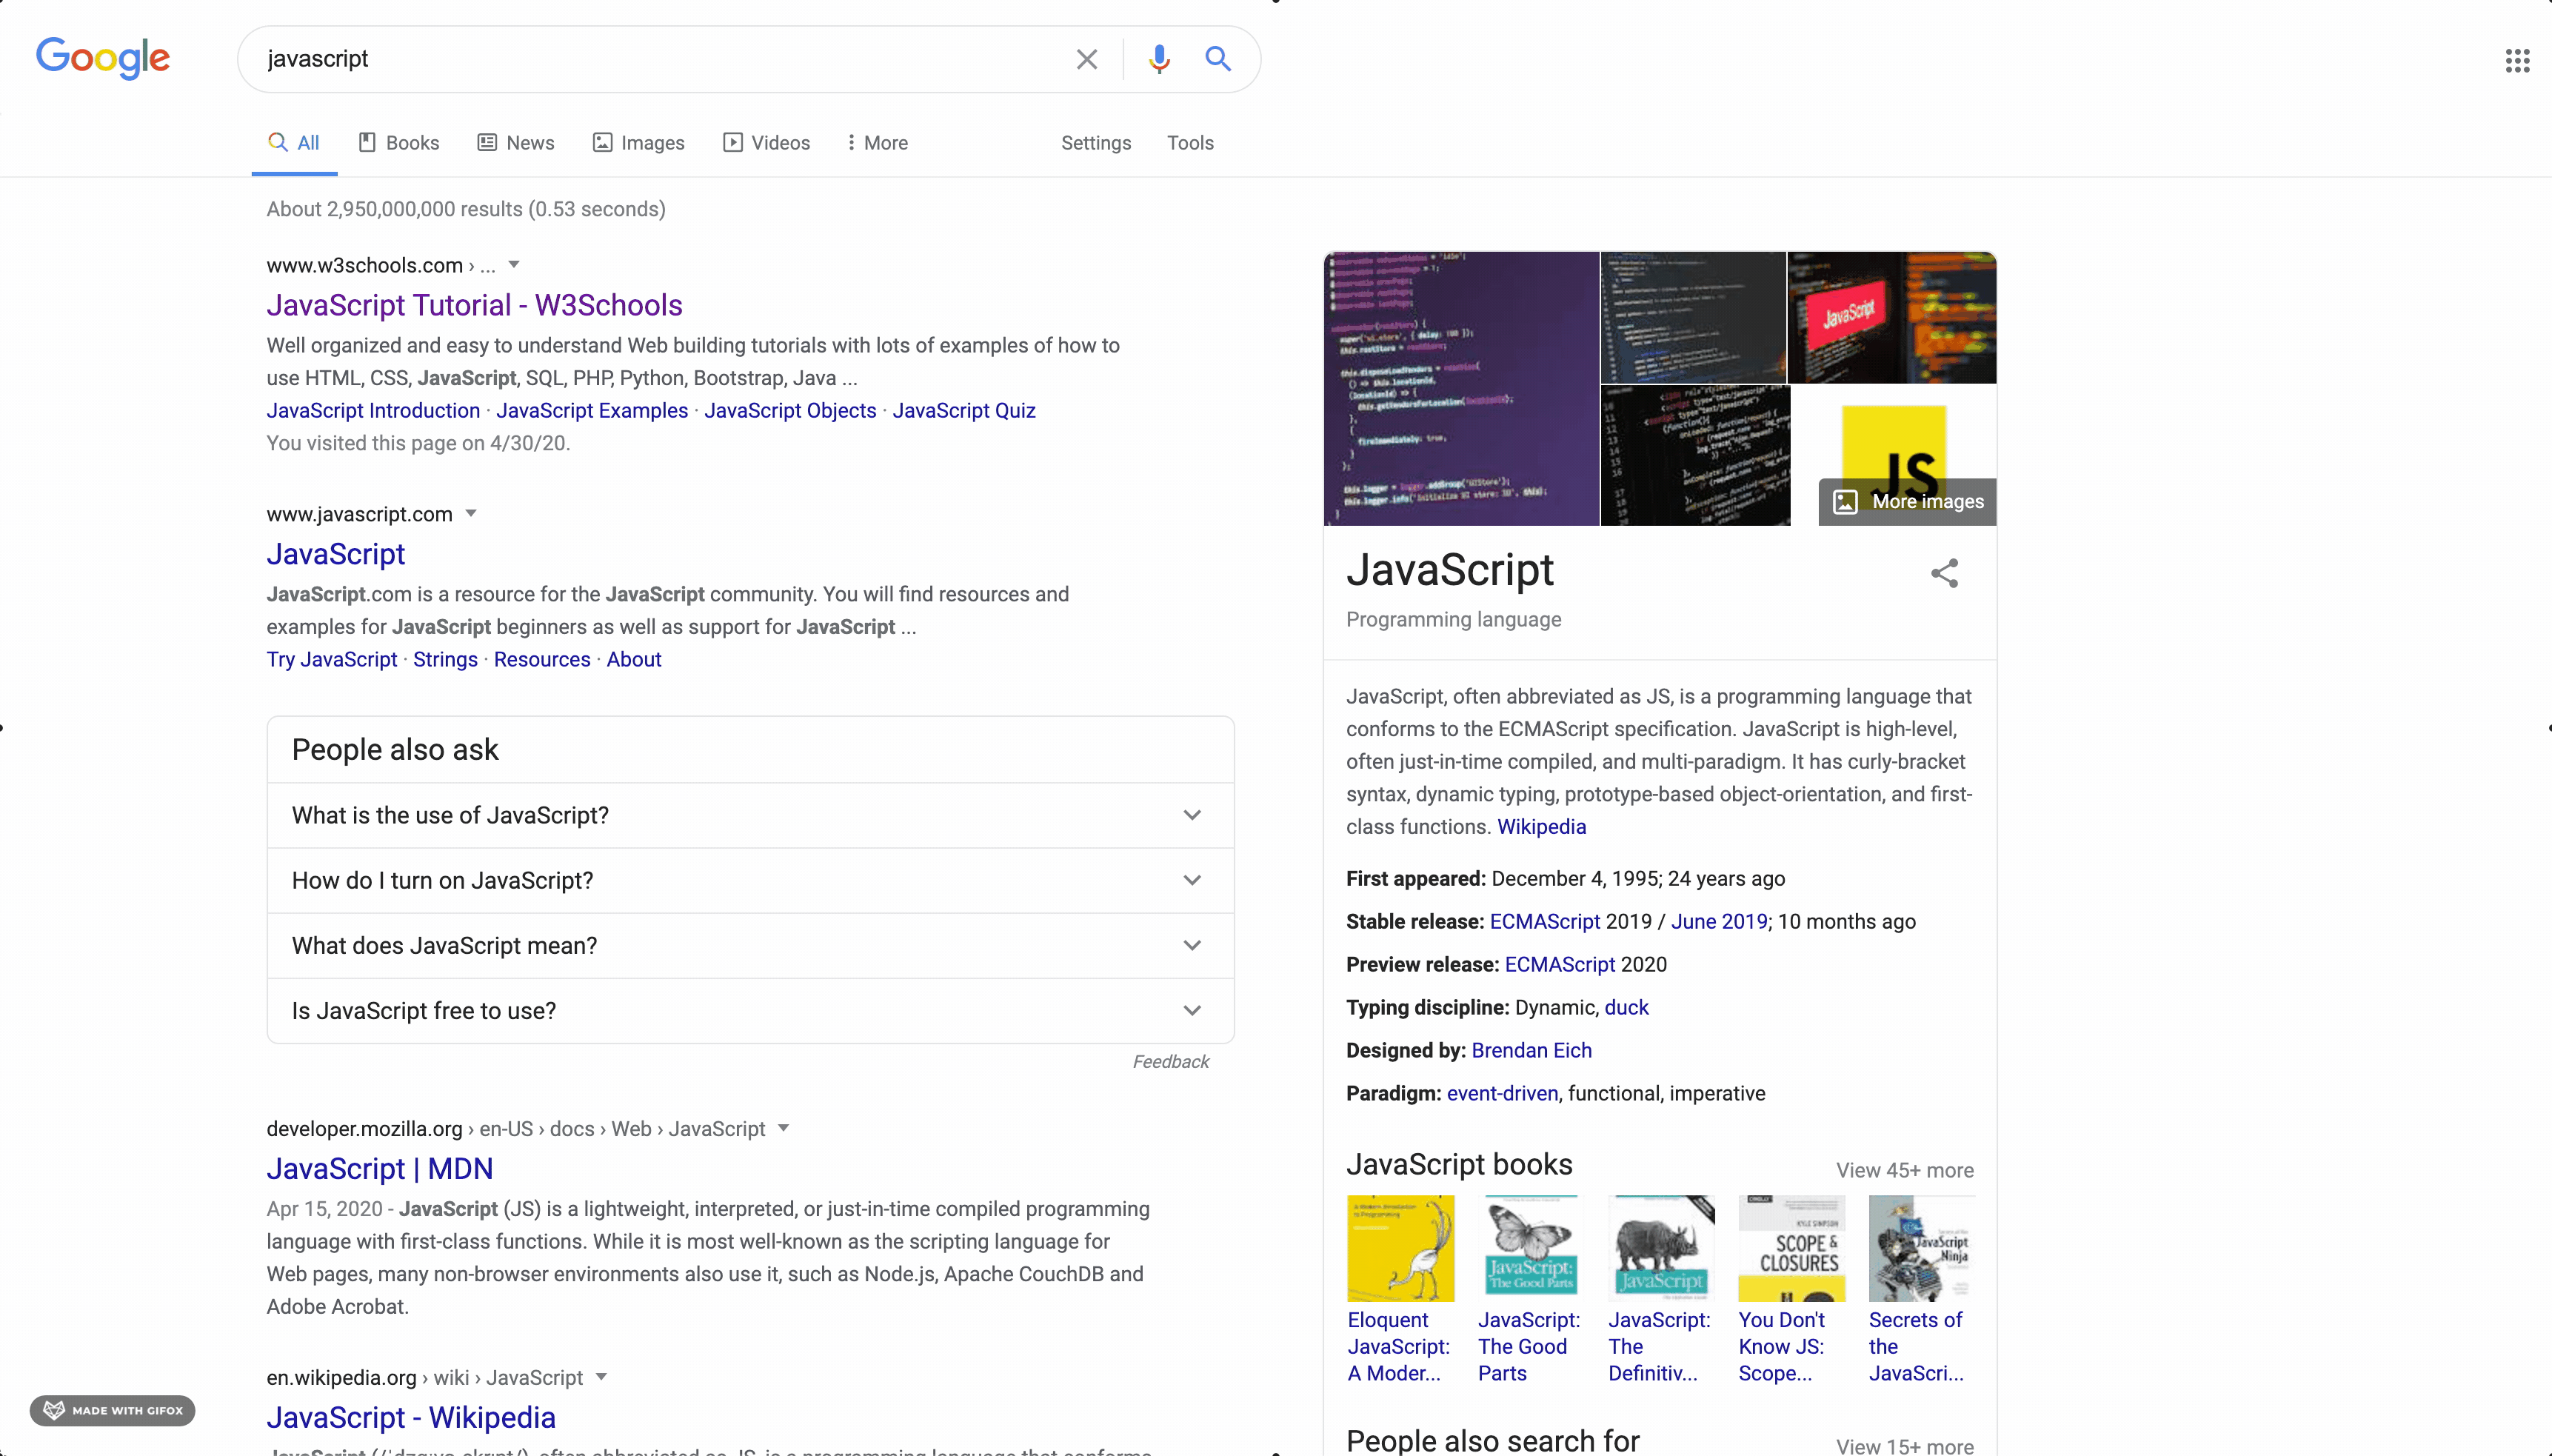 Google
javascript
All
Books
News
Images
Videos
More
Settings
Tools
About 2,950,000,000 results (0.53 seconds)
www.w3schools.com › ...
JavaScript Tutorial - W3Schools
Well organized and easy to understand Web building tutorials with lots of examples of how to
use HTML, CSS, JavaScript, SQL, PHP, Python, Bootstrap, Java ...
JavaScript Introduction · JavaScript Examples · JavaScript Objects · JavaScript Quiz
You visited this page on 4/30/20.
www.javascript.com
JavaScript
JavaScript.com is a resource for the JavaScript community. You will find resources and
examples for JavaScript beginners as well as support for JavaScript ...
Try JavaScript · Strings · Resources · About
People also ask
What is the use of JavaScript?
How do I turn on JavaScript?
What does JavaScript mean?
Is JavaScript free to use?
Feedback
developer.mozilla.org › en-US › docs › Web › JavaScript
JavaScript | MDN
Apr 15, 2020 - JavaScript (JS) is a lightweight, interpreted, or just-in-time compiled programming
language with first-class functions. While it is most well-known as the scripting language for
Web pages, many non-browser environments also use it, such as Node.js, Apache CouchDB and
Adobe Acrobat.
en.wikipedia.org › wiki › JavaScript
JavaScript - Wikipedia
MADE WITH GIFOX
JavaScript
JS
More images
JavaScript
Programming language
JavaScript, often abbreviated as JS, is a programming language that
conforms to the ECMAScript specification. JavaScript is high-level,
often just-in-time compiled, and multi-paradigm. It has curly-bracket
syntax, dynamic typing, prototype-based object-orientation, and first-
class functions. Wikipedia
First appeared: December 4, 1995; 24 years ago
Stable release: ECMAScript 2019 / June 2019; 10 months ago
Preview release: ECMAScript 2020
Typing discipline: Dynamic, duck
Designed by: Brendan Eich
Paradigm: event-driven, functional, imperative
JavaScript books
View 45+ more
JavaScript:
The Good Parts
JavaScript
KYLE SIMPSON
SCOPE &
CLOSURES
JavaScript
Ninja
Eloquent
JavaScript:
A Moder...
JavaScript:
The Good
Parts
JavaScript:
The
Definitiv...
You Don't
Know JS:
Scope...
Secrets of
the
JavaScri...
People also search for
View 15+ more